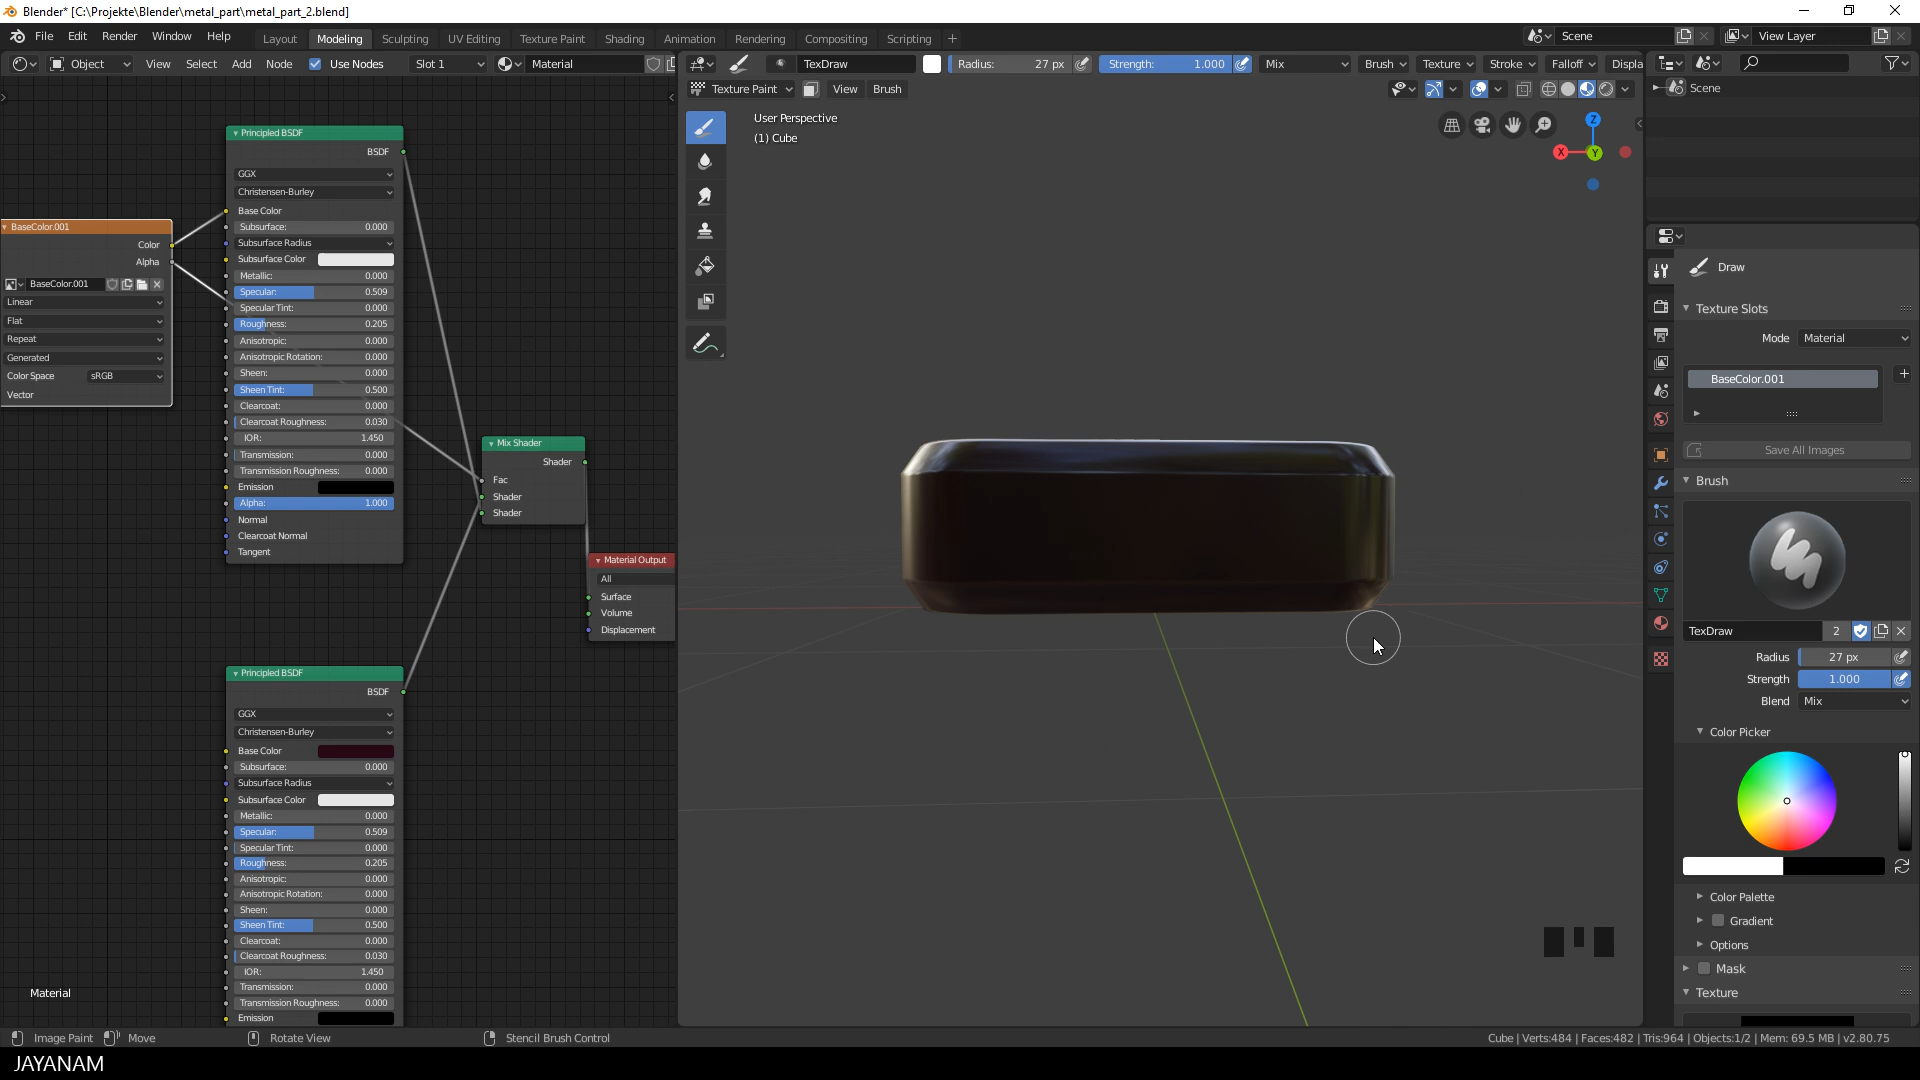 Blender* [C:\Projekte\Blender\metal_part\metal_part_2.blend]
File Edit Render Window Help Layout Modeling Sculpting UV Editing Texture Paint Shading Animation Rendering Compositing Scripting + Scene View Layer
Object View Select Add Node Use Nodes Slot 1 Material
TexDraw Radius: 27 px Strength: 1.000 Mix Brush Texture Stroke Falloff Displa
Texture Paint View Brush
Scene
User Perspective
(1) Cube
Z
X
Y
Principled BSDF
BSDF
GGX
Christensen-Burley
Base Color
Subsurface: 0.000
Subsurface Radius
Subsurface Color
Metallic: 0.000
Specular: 0.509
Specular Tint: 0.000
Roughness: 0.205
Anisotropic: 0.000
Anisotropic Rotation: 0.000
Sheen: 0.000
Sheen Tint: 0.500
Clearcoat: 0.000
Clearcoat Roughness: 0.030
IOR: 1.450
Transmission: 0.000
Transmission Roughness: 0.000
Emission
Alpha: 1.000
Normal
Clearcoat Normal
Tangent
BaseColor.001
Color
Alpha
BaseColor.001
Linear
Flat
Repeat
Generated
Color Space sRGB
Vector
Mix Shader
Shader
Fac
Shader
Shader
Material Output
All
Surface
Volume
Displacement
Principled BSDF
BSDF
GGX
Christensen-Burley
Base Color
Subsurface: 0.000
Subsurface Radius
Subsurface Color
Metallic: 0.000
Specular: 0.509
Specular Tint: 0.000
Roughness: 0.205
Anisotropic: 0.000
Anisotropic Rotation: 0.000
Sheen: 0.000
Sheen Tint: 0.500
Clearcoat: 0.000
Clearcoat Roughness: 0.030
IOR: 1.450
Transmission: 0.000
Transmission Roughness: 0.000
Emission
Material
Draw
Texture Slots
Mode Material
BaseColor.001
Save All Images
Brush
TexDraw 2
Radius 27 px
Strength 1.000
Blend Mix
Color Picker
Color Palette
Gradient
Options
Mask
Texture
Image Paint Move Rotate View Stencil Brush Control Cube | Verts:484 | Faces:482 | Tris:964 | Objects:1/2 | Mem: 69.5 MB | v2.80.75
JAYANAM